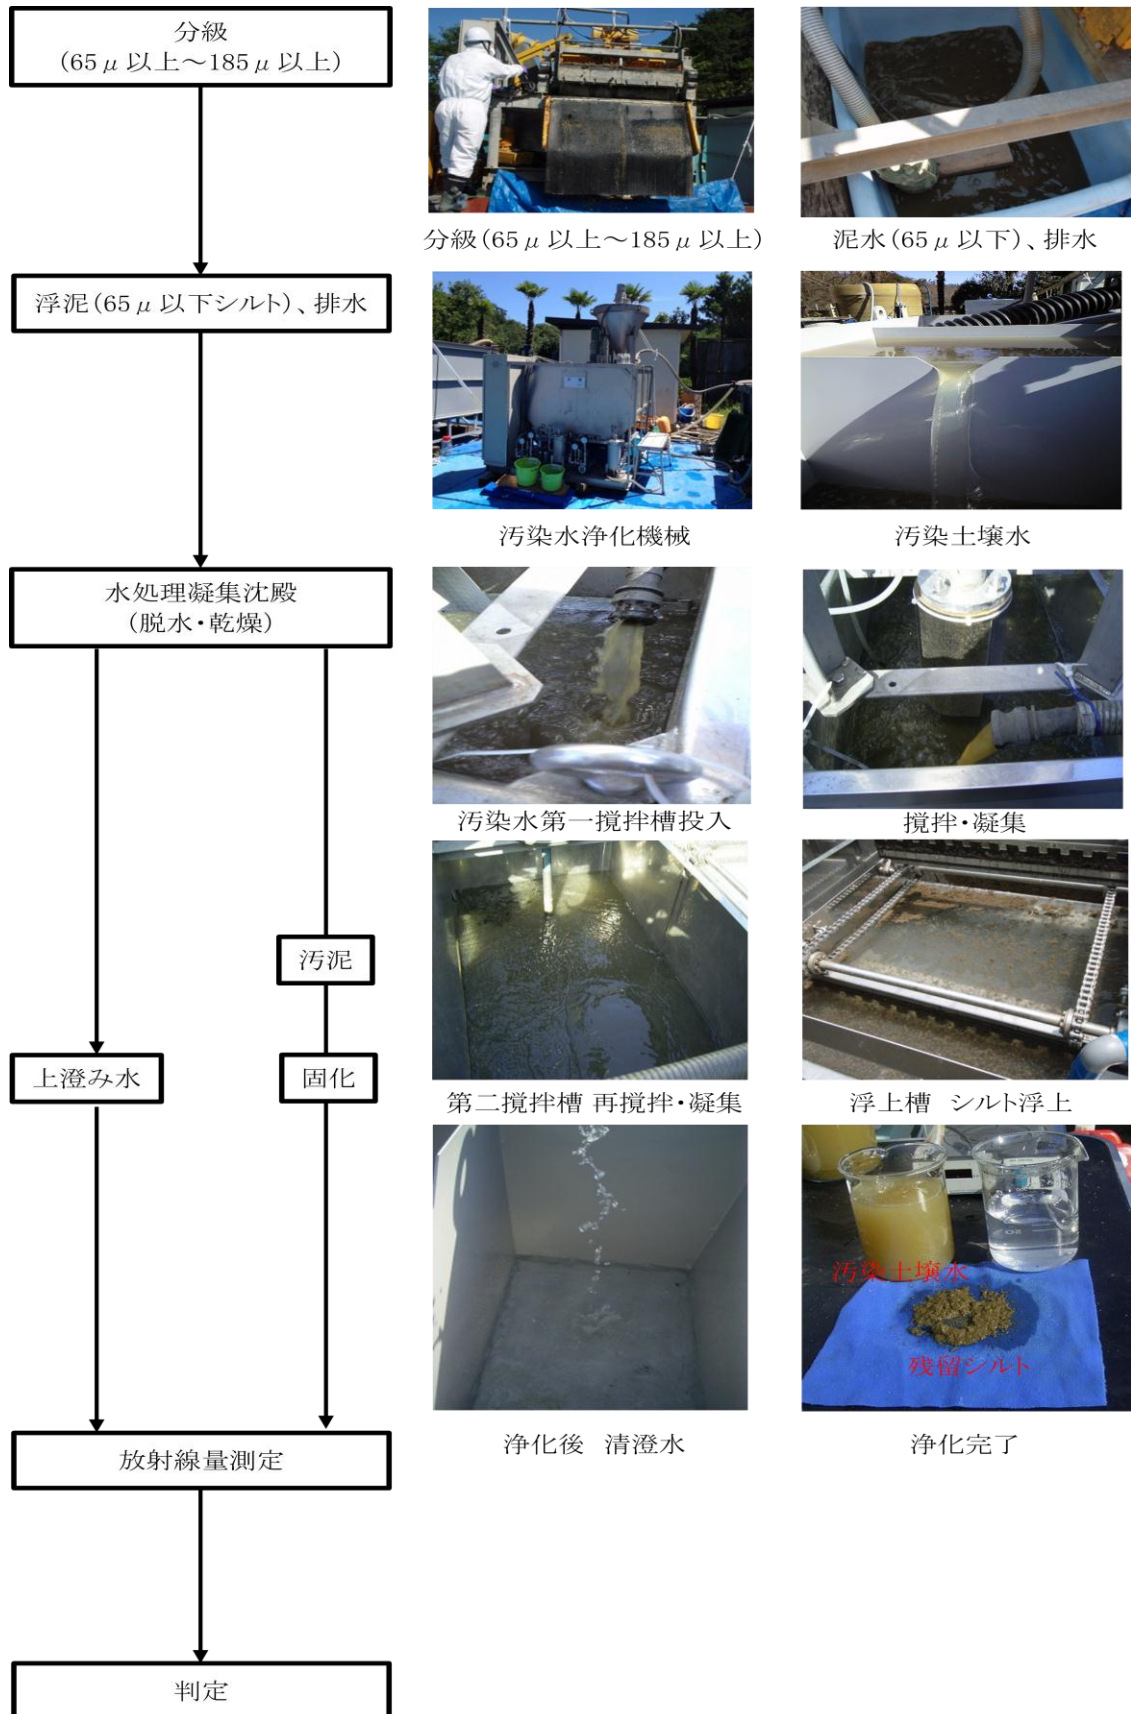 分級
(65μ以上～185μ以上)
浮泥(65μ以下シルト)、排水
水処理凝集沈殿
(脱水・乾燥)
汚泥
上澄み水
固化
放射線量測定
判定
分級(65μ以上～185μ以上)
泥水(65μ以下)、排水
汚染水浄化機械
汚染土壌水
汚染水第一撹拌槽投入
撹拌・凝集
第二撹拌槽 再撹拌・凝集
浮上槽 シルト浮上
汚染土壌水
残留シルト
浄化後 清澄水
浄化完了